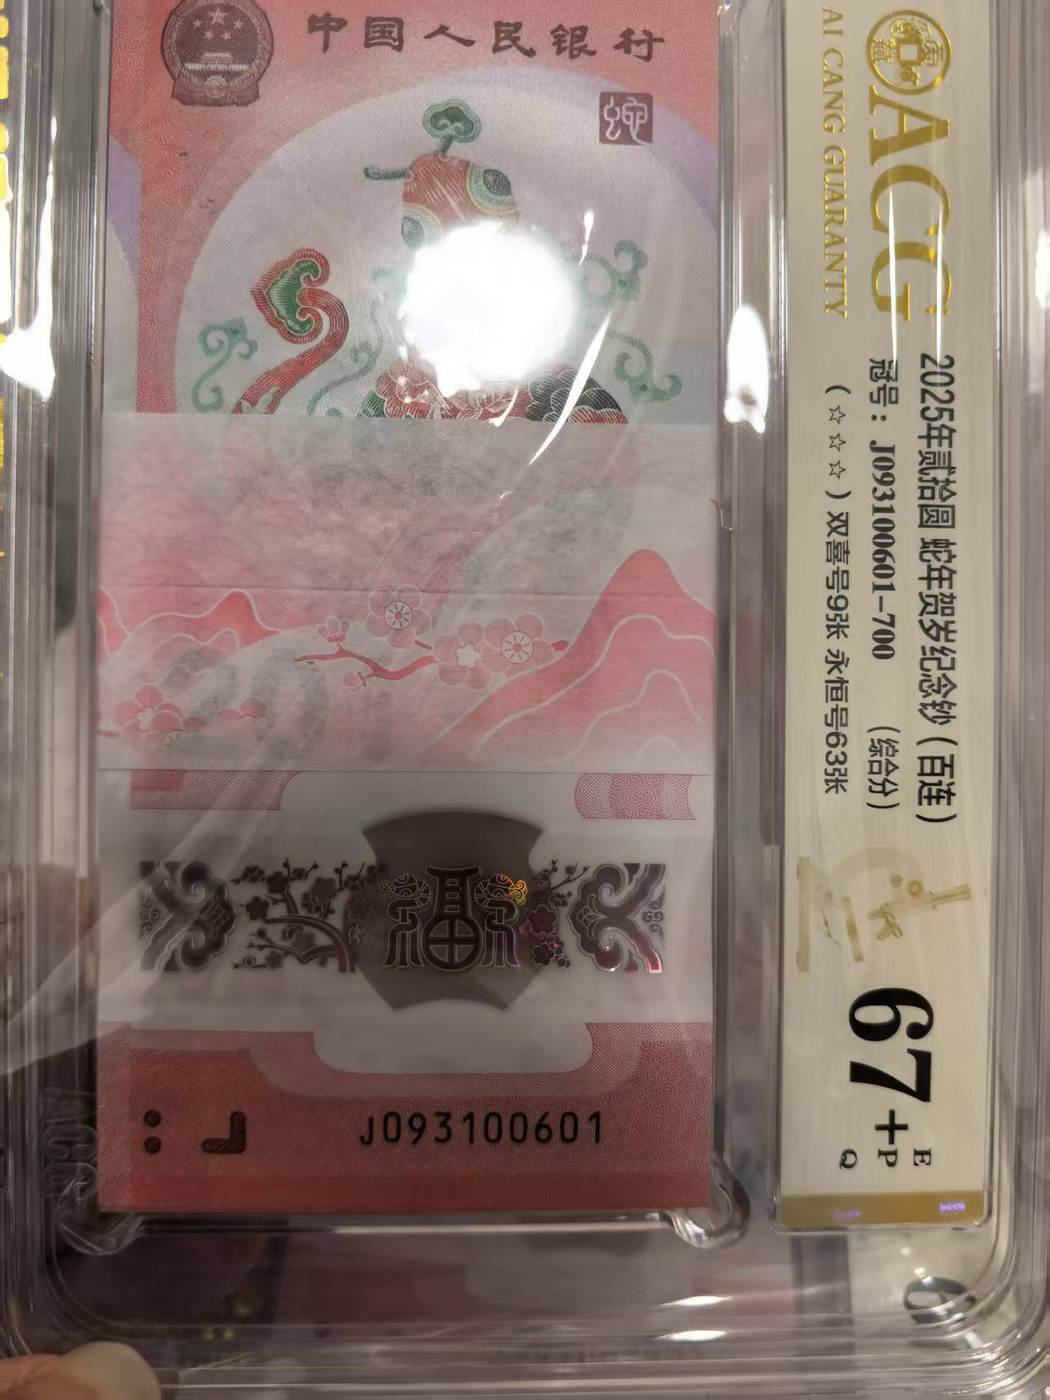 中国人民银行
蛇
J093100601
ACG
AI CANG GUARANTY
2025年贰拾圆 蛇年贺岁纪念钞（百连）
冠号：J093100601-700 （综合分）
（☆☆☆）双喜号9张 永恒号63张
67+
E
P
Q